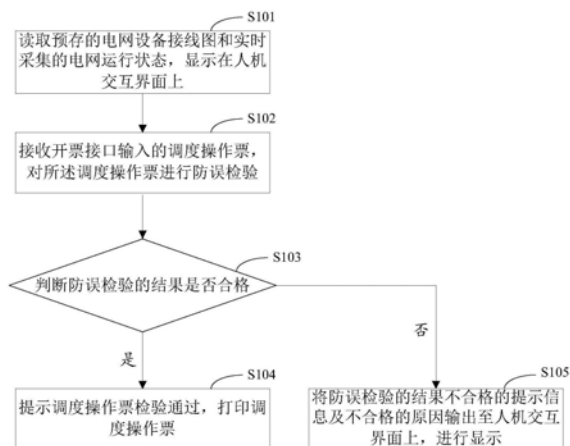 S101
读取预存的电网设备接线图和实时
采集的电网运行状态，显示在人机
交互界面上
S102
接收开票接口输入的调度操作票，
对所述调度操作票进行防误检验
S103
判断防误检验的结果是否合格
是
否
S104
提示调度操作票检验通过，打印调
度操作票
S105
将防误检验的结果不合格的提示信
息及不合格的原因输出至人机交互
界面上，进行显示